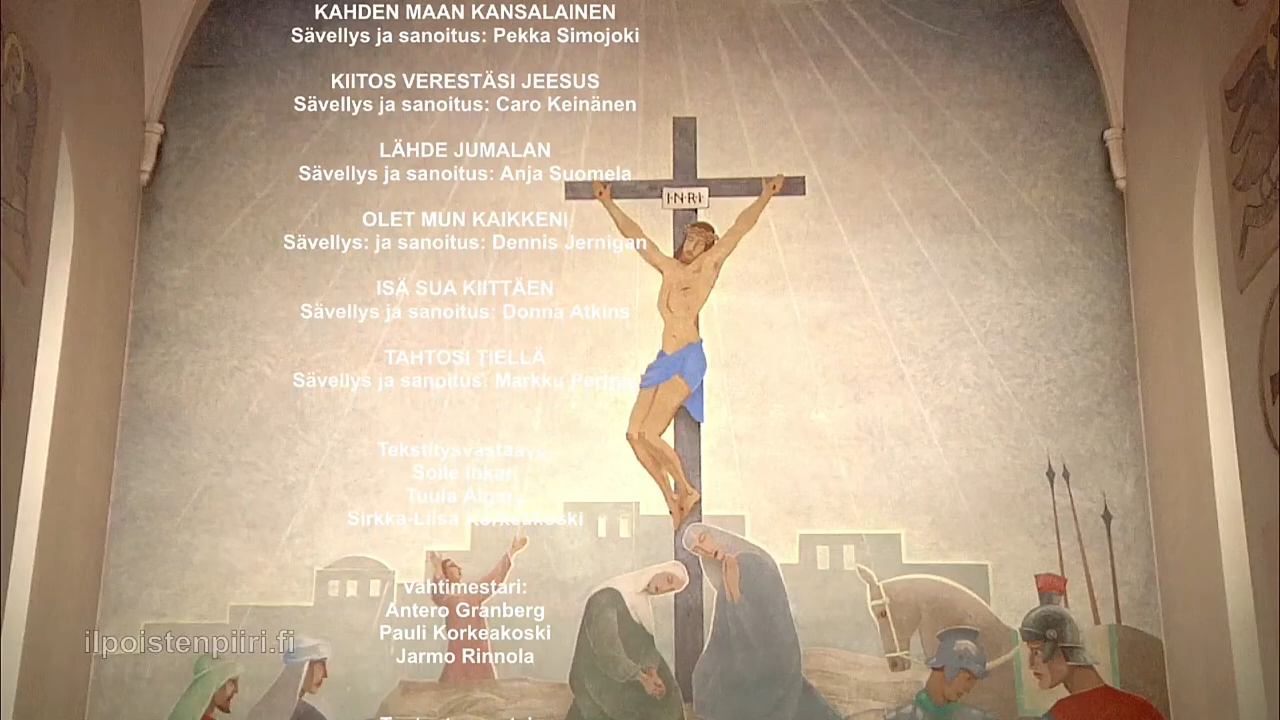 KAHDEN MAAN KANSALAINEN
Sävellys ja sanoitus: Pekka Simojoki
KIITOS VERESTÄSI JEESUS
Sävellys ja sanoitus: Caro Keinänen
LÄHDE JUMALAN
Sävellys ja sanoitus: Anja Suomela
I·N·R·I
OLET MUN KAIKKENI
Sävellys: ja sanoitus: Dennis Jernigan
ISÄ SUA KIITTÄEN
Sävellys ja sanoitus: Donna Atkins
TAHTOSI TIELLÄ
Sävellys ja sanoitus: Markku
Tekstitysvastaava
Soile
Tuula
Sirkka-Liisa Korkeakoski
Vahtimestari:
Antero Granberg
Pauli Korkeakoski
Jarmo Rinnola
ilpoistenpiiri.fi